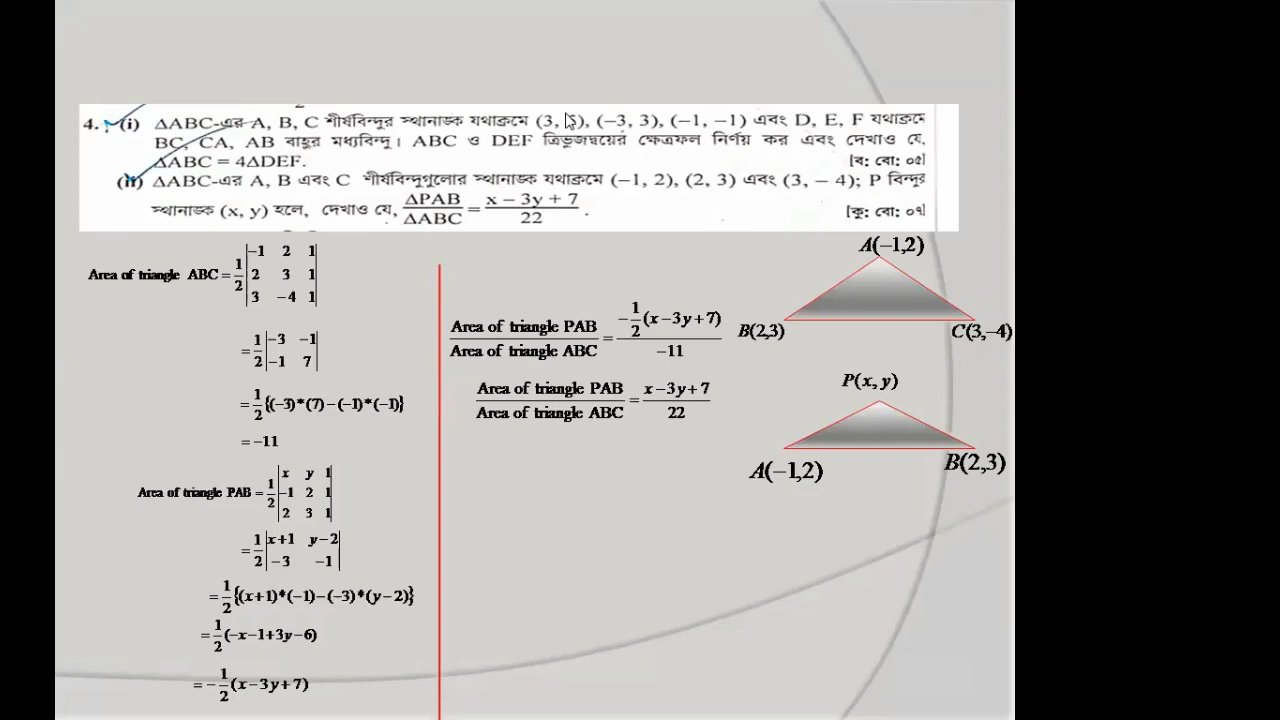 4. (i) ΔABC-এর A, B, C শীর্ষবিন্দুর স্থানাঙ্ক যথাক্রমে (3, 5), (−3, 3), (−1, −1) এবং D, E, F যথাক্রমে
BC, CA, AB বাহুর মধ্যবিন্দু। ABC ও DEF ত্রিভুজদ্বয়ের ক্ষেত্রফল নির্ণয় কর এবং দেখাও যে,
ΔABC = 4ΔDEF. [ব: বো: ০৫]
(ii) ΔABC-এর A, B এবং C শীর্ষবিন্দুগুলোর স্থানাঙ্ক যথাক্রমে (−1, 2), (2, 3) এবং (3, − 4); P বিন্দুর
স্থানাঙ্ক (x, y) হলে, দেখাও যে, ΔPAB/ΔABC = (x − 3y + 7)/22 . [কু: বো: ০৭]
Area of triangle ABC = 1/2 |−1 2 1|
|2 3 1|
|3 −4 1|
= 1/2 |−3 −1|
|−1 7|
= 1/2 {(−3)*(7)−(−1)*(−1)}
= −11
Area of triangle PAB = 1/2 |x y 1|
|−1 2 1|
|2 3 1|
= 1/2 |x+1 y−2|
|−3 −1|
= 1/2 {(x+1)*(−1)−(−3)*(y−2)}
= 1/2 (−x−1+3y−6)
= −1/2 (x−3y+7)
Area of triangle PAB / Area of triangle ABC = −1/2 (x−3y+7) / −11
Area of triangle PAB / Area of triangle ABC = x−3y+7 / 22
A(−1,2)
B(2,3) C(3,−4)
P(x, y)
A(−1,2) B(2,3)